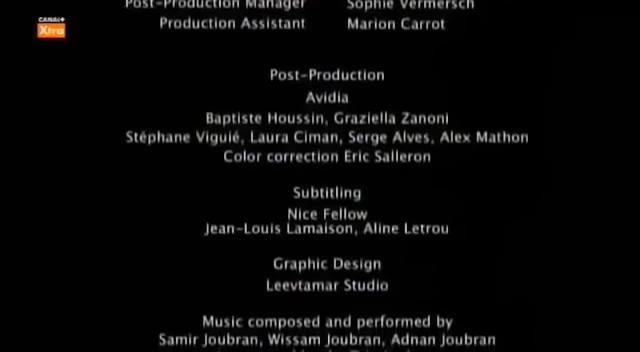 CANAL+
Xtra
Post-Production Manager Sophie Vermersch
Production Assistant Marion Carrot
Post-Production
Avidia
Baptiste Houssin, Graziella Zanoni
Stéphane Viguié, Laura Ciman, Serge Alves, Alex Mathon
Color correction Eric Salleron
Subtitling
Nice Fellow
Jean-Louis Lamaison, Aline Letrou
Graphic Design
Leevtamar Studio
Music composed and performed by
Samir Joubran, Wissam Joubran, Adnan Joubran